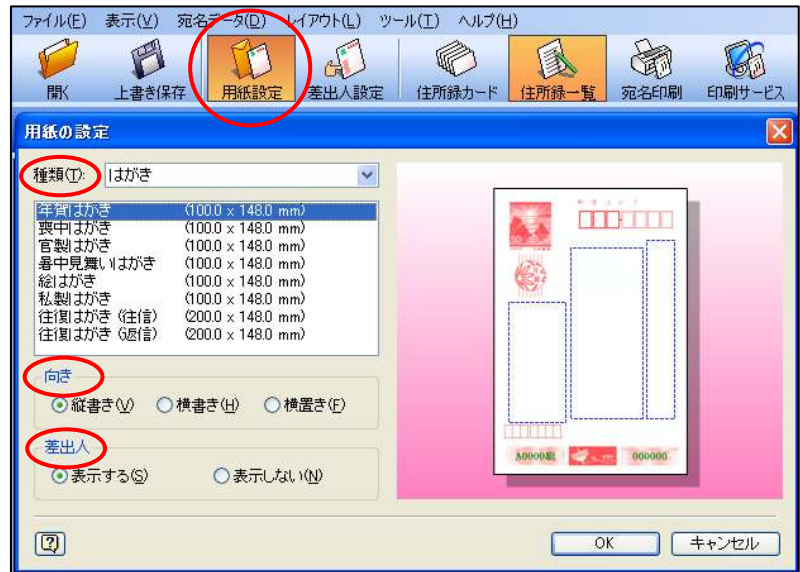 ファイル(F) 表示(V) 宛名データ(D) レイアウト(L) ツール(T) ヘルプ(H)
開く 上書き保存 用紙設定 差出人設定 住所録カード 住所録一覧 宛名印刷 印刷サービス
用紙の設定
種類(T): はがき
年賀はがき (100.0 x 148.0 mm)
喪中はがき (100.0 x 148.0 mm)
官製はがき (100.0 x 148.0 mm)
暑中見舞いはがき (100.0 x 148.0 mm)
絵はがき (100.0 x 148.0 mm)
私製はがき (100.0 x 148.0 mm)
往復はがき (往信) (200.0 x 148.0 mm)
往復はがき (返信) (200.0 x 148.0 mm)
向き
縦書き(V) 横書き(H) 横置き(F)
差出人
表示する(S) 表示しない(N)
A0000組 000000
OK キャンセル